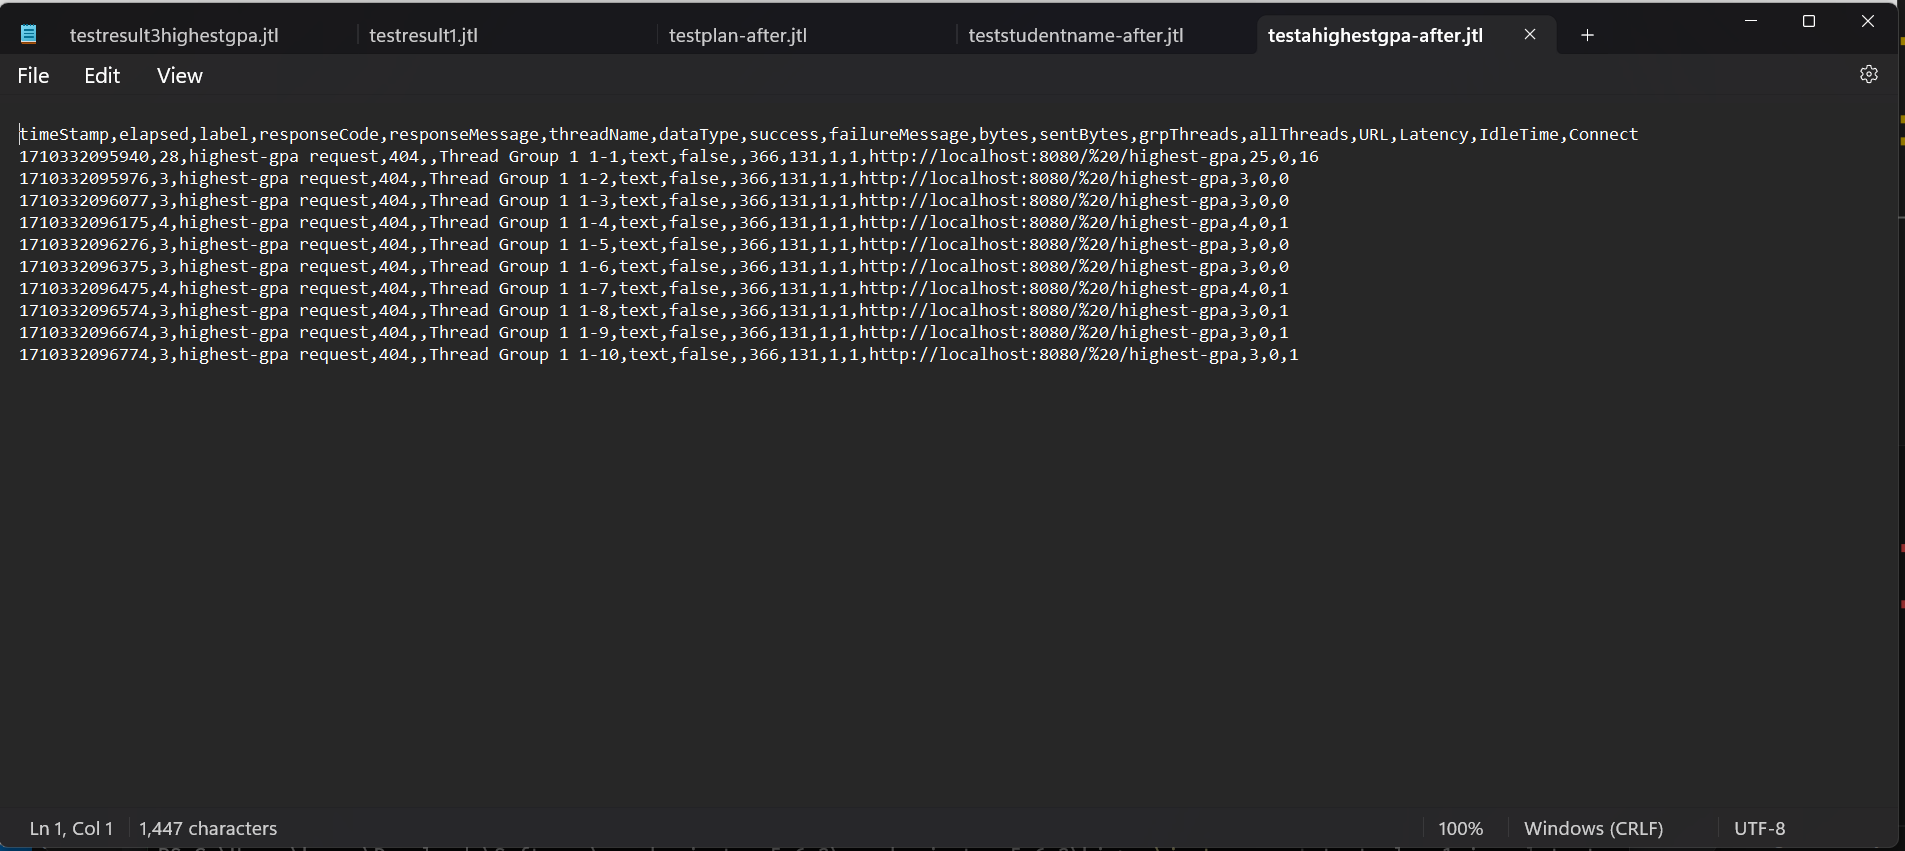 testresult3highestgpa.jtl testresult1.jtl testplan-after.jtl teststudentname-after.jtl testahighestgpa-after.jtl
File Edit View
timeStamp,elapsed,label,responseCode,responseMessage,threadName,dataType,success,failureMessage,bytes,sentBytes,grpThreads,allThreads,URL,Latency,IdleTime,Connect
1710332095940,28,highest-gpa request,404,,Thread Group 1 1-1,text,false,,366,131,1,1,http://localhost:8080/%20/highest-gpa,25,0,16
1710332095976,3,highest-gpa request,404,,Thread Group 1 1-2,text,false,,366,131,1,1,http://localhost:8080/%20/highest-gpa,3,0,0
1710332096077,3,highest-gpa request,404,,Thread Group 1 1-3,text,false,,366,131,1,1,http://localhost:8080/%20/highest-gpa,3,0,0
1710332096175,4,highest-gpa request,404,,Thread Group 1 1-4,text,false,,366,131,1,1,http://localhost:8080/%20/highest-gpa,4,0,1
1710332096276,3,highest-gpa request,404,,Thread Group 1 1-5,text,false,,366,131,1,1,http://localhost:8080/%20/highest-gpa,3,0,0
1710332096375,3,highest-gpa request,404,,Thread Group 1 1-6,text,false,,366,131,1,1,http://localhost:8080/%20/highest-gpa,3,0,0
1710332096475,4,highest-gpa request,404,,Thread Group 1 1-7,text,false,,366,131,1,1,http://localhost:8080/%20/highest-gpa,4,0,1
1710332096574,3,highest-gpa request,404,,Thread Group 1 1-8,text,false,,366,131,1,1,http://localhost:8080/%20/highest-gpa,3,0,1
1710332096674,3,highest-gpa request,404,,Thread Group 1 1-9,text,false,,366,131,1,1,http://localhost:8080/%20/highest-gpa,3,0,1
1710332096774,3,highest-gpa request,404,,Thread Group 1 1-10,text,false,,366,131,1,1,http://localhost:8080/%20/highest-gpa,3,0,1
Ln 1, Col 1 1,447 characters 100% Windows (CRLF) UTF-8